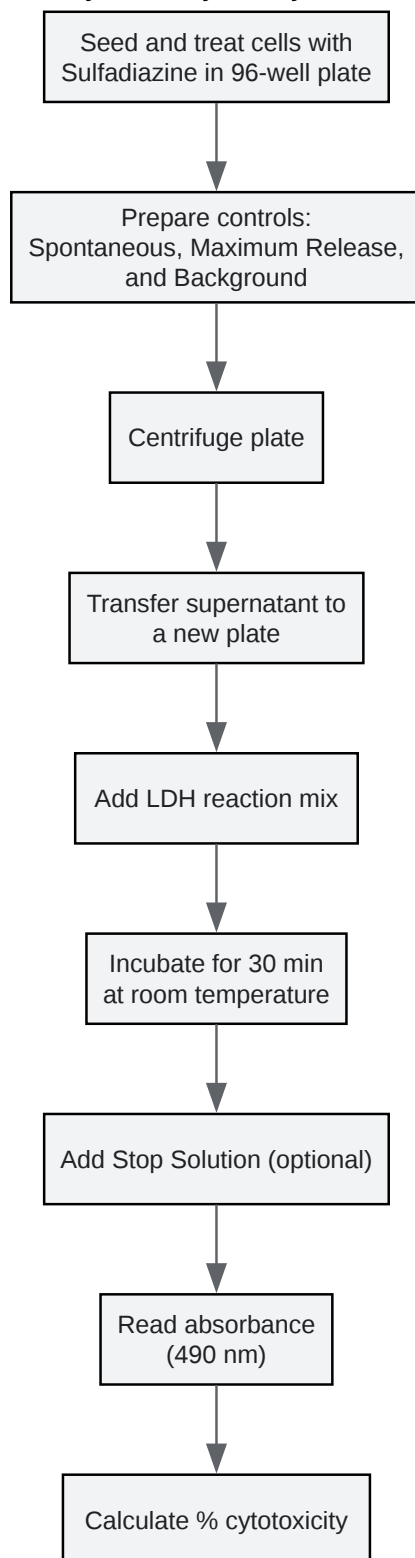 Seed and treat cells with
Sulfadiazine in 96-well plate
Prepare controls:
Spontaneous, Maximum Release,
and Background
Centrifuge plate
Transfer supernatant to
a new plate
Add LDH reaction mix
Incubate for 30 min
at room temperature
Add Stop Solution (optional)
Read absorbance
(490 nm)
Calculate % cytotoxicity